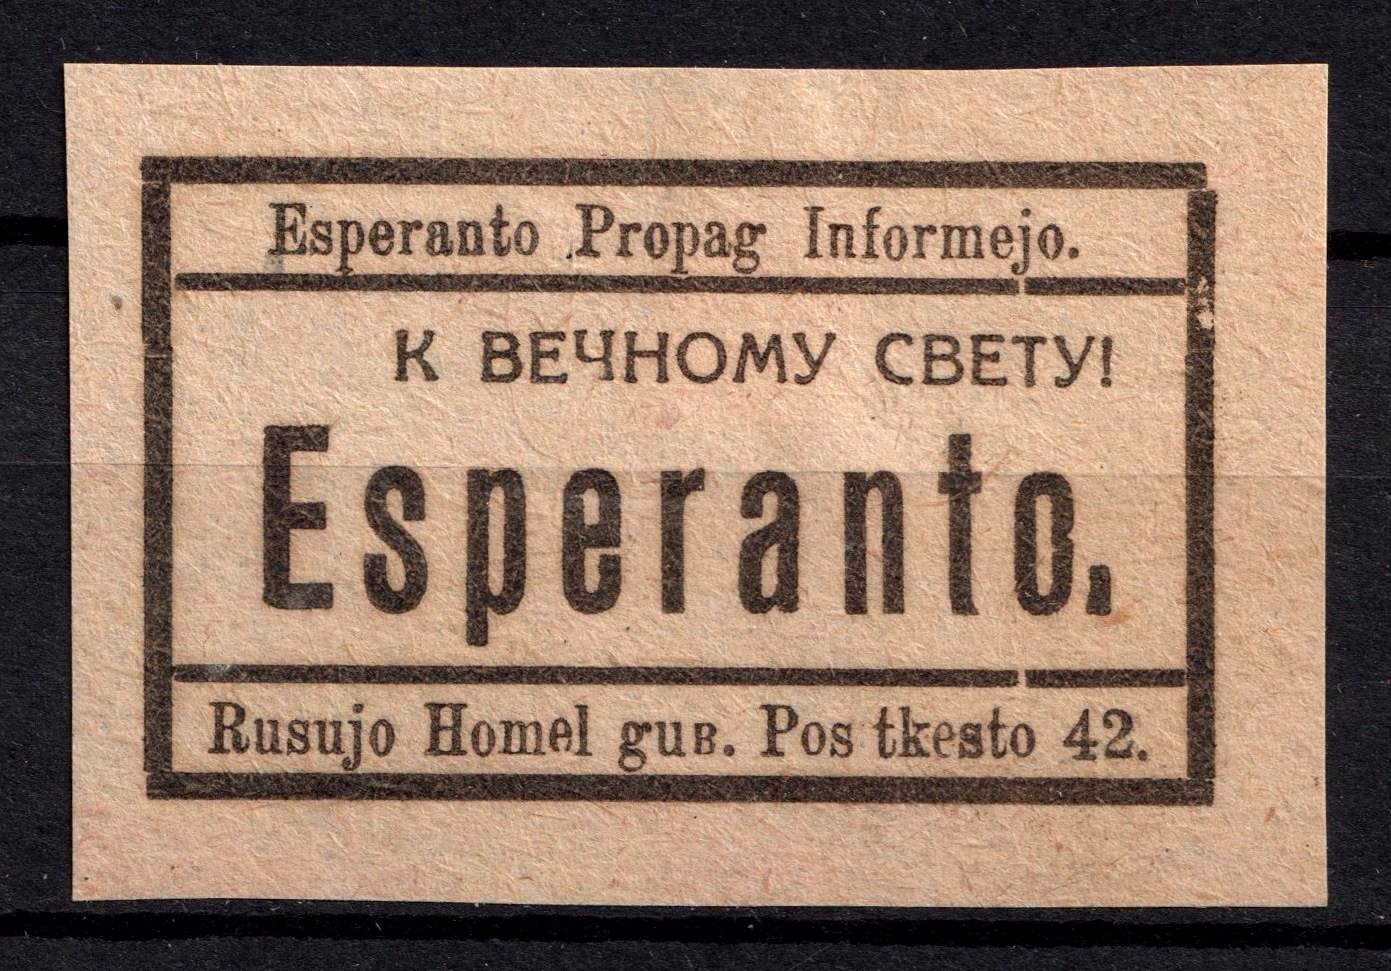 Esperanto Propag Informejo.
К ВЕЧНОМУ СВЕТУ!
Esperanto.
Rusujo Homel guв. Pos tkesto 42.